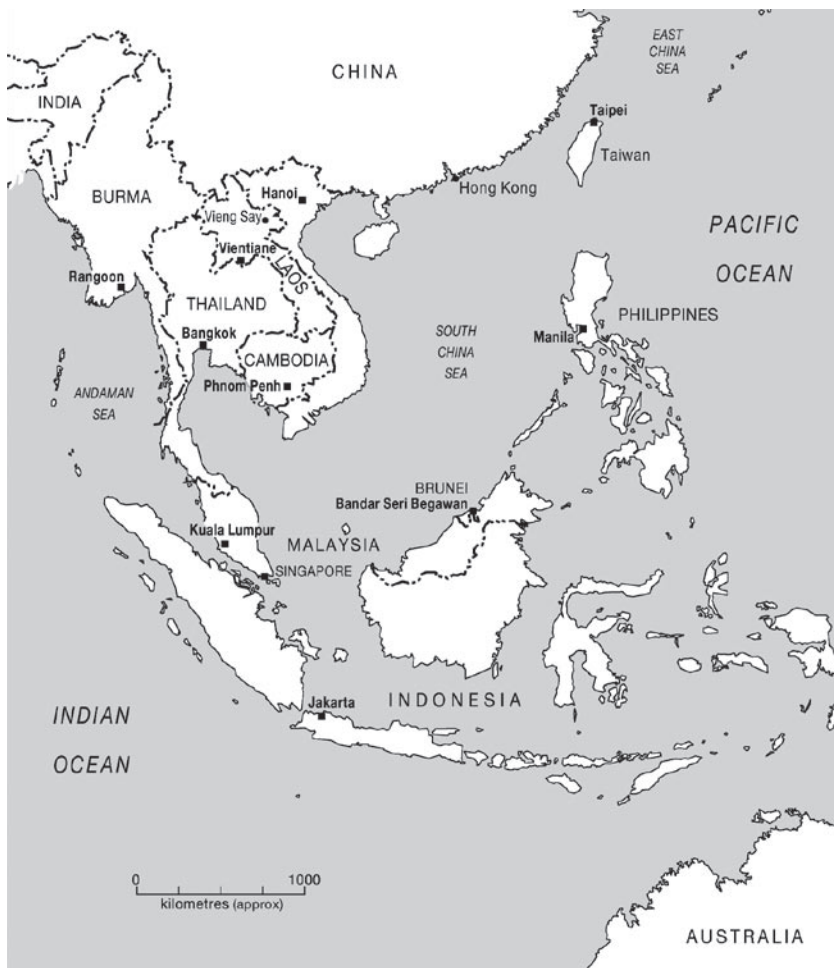 EAST
CHINA
SEA
CHINA
INDIA
Taipei
Taiwan
BURMA
Hanoi
Hong Kong
Vieng Say
PACIFIC
OCEAN
Vientiane
LAOS
Rangoon
THAILAND
PHILIPPINES
Manila
Bangkok
SOUTH
CHINA
SEA
CAMBODIA
Phnom Penh
ANDAMAN
SEA
BRUNEI
Bandar Seri Begawan
Kuala Lumpur
MALAYSIA
SINGAPORE
INDONESIA
Jakarta
INDIAN
OCEAN
0 1000
kilometres (approx)
AUSTRALIA